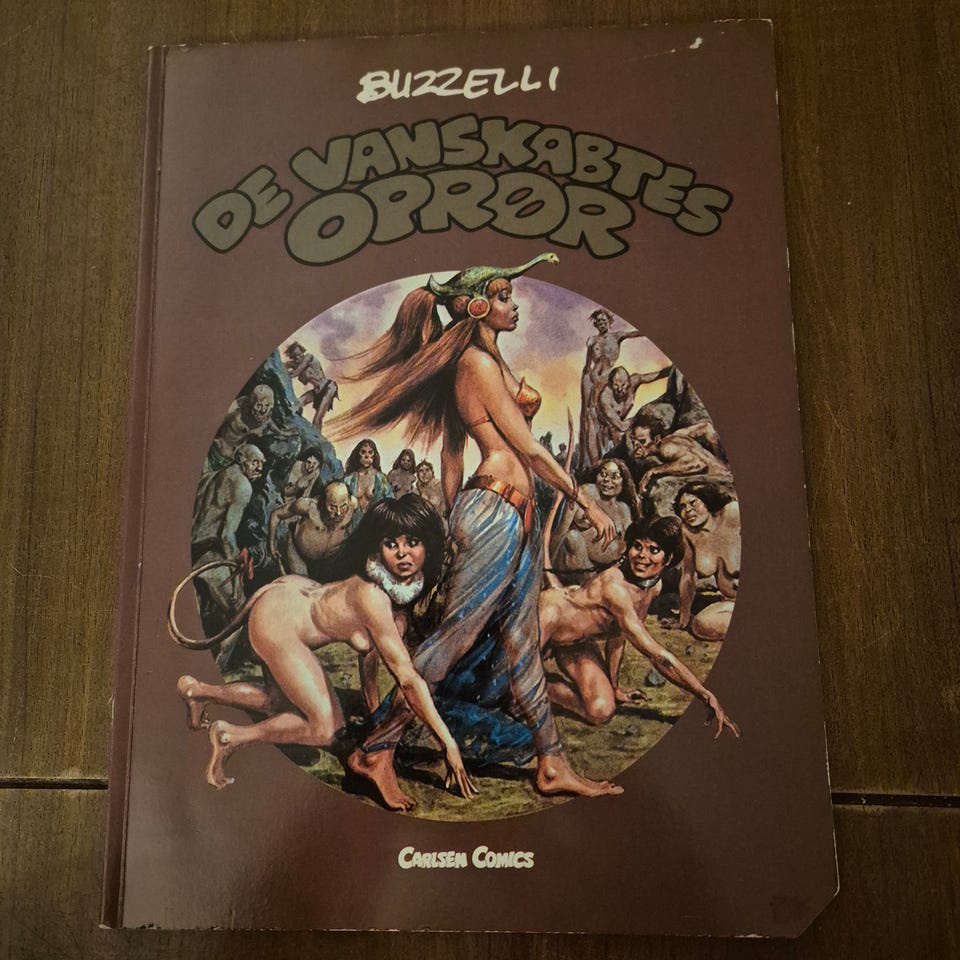 BUZZELLI
DE VANSKABTES
OPRØR
CARLSEN COMICS